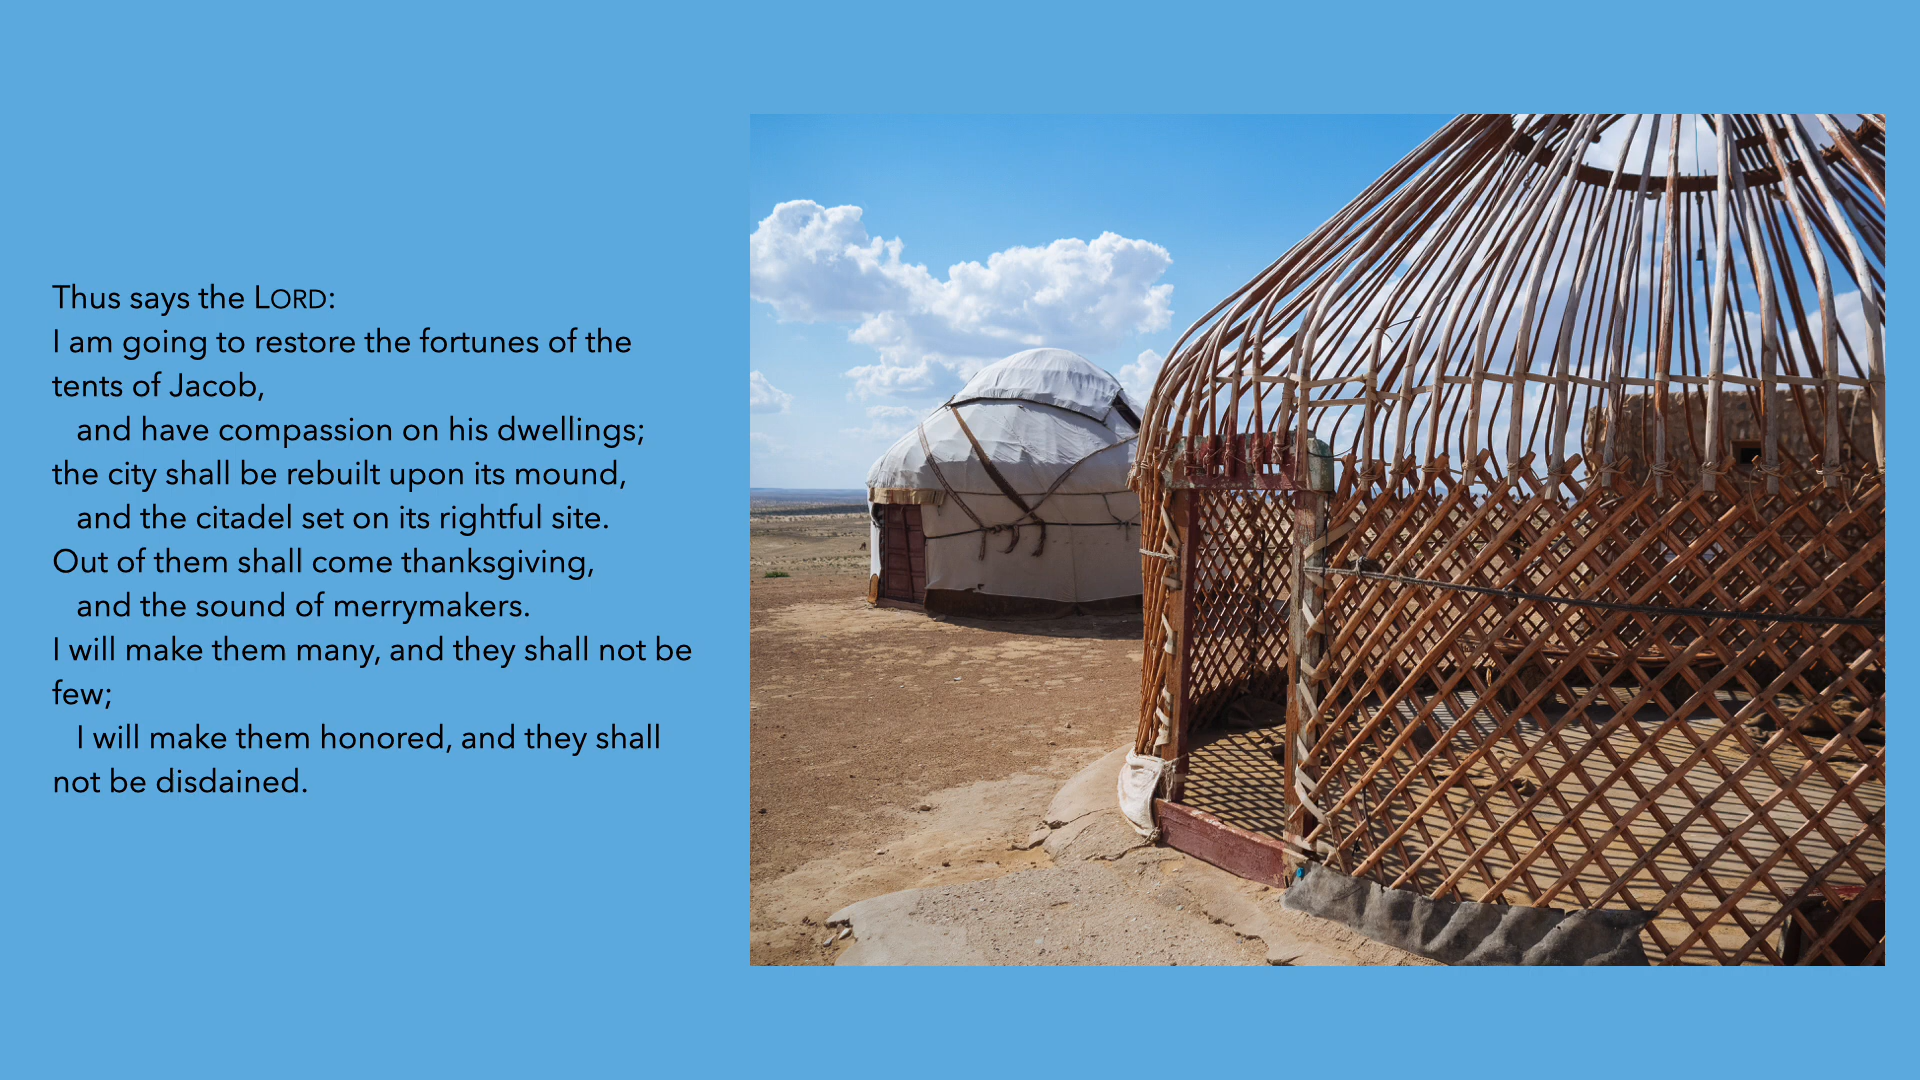 Thus says the LORD:
I am going to restore the fortunes of the
tents of Jacob,
and have compassion on his dwellings;
the city shall be rebuilt upon its mound,
and the citadel set on its rightful site.
Out of them shall come thanksgiving,
and the sound of merrymakers.
I will make them many, and they shall not be
few;
I will make them honored, and they shall
not be disdained.